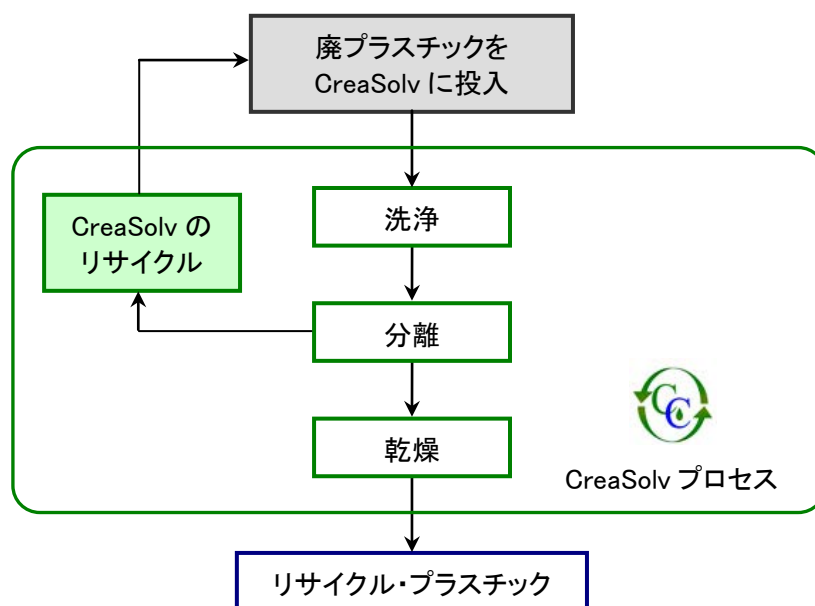 廃プラスチックを
CreaSolv に投入
CreaSolv の
リサイクル
洗浄
分離
乾燥
CC
CreaSolv プロセス
リサイクル・プラスチック